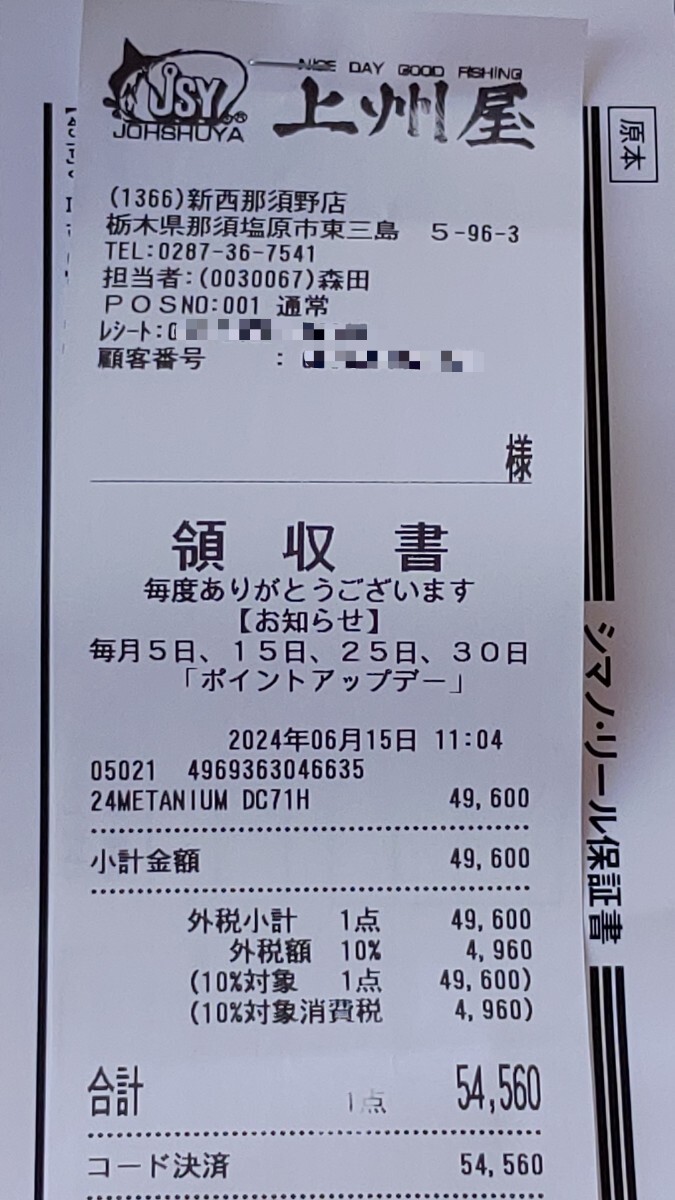 NICE DAY GOOD FISHING
JSY
JOHSHUYA
上州屋
原本
(1366)新西那須野店
栃木県那須塩原市東三島 5-96-3
TEL:0287-36-7541
担当者:(0030067)森田
POSNO:001 通常
レシート:
顧客番号 :
様
領収書
毎度ありがとうございます
【お知らせ】
毎月5日、15日、25日、30日
「ポイントアップデー」
2024年06月15日 11:04
05021 4969363046635
24METANIUM DC71H 49,600
小計金額 49,600
外税小計 1点 49,600
外税額 10% 4,960
(10%対象 1点 49,600)
(10%対象消費税 4,960)
合計 1点 54,560
コード決済 54,560
シマノ・リール保証書